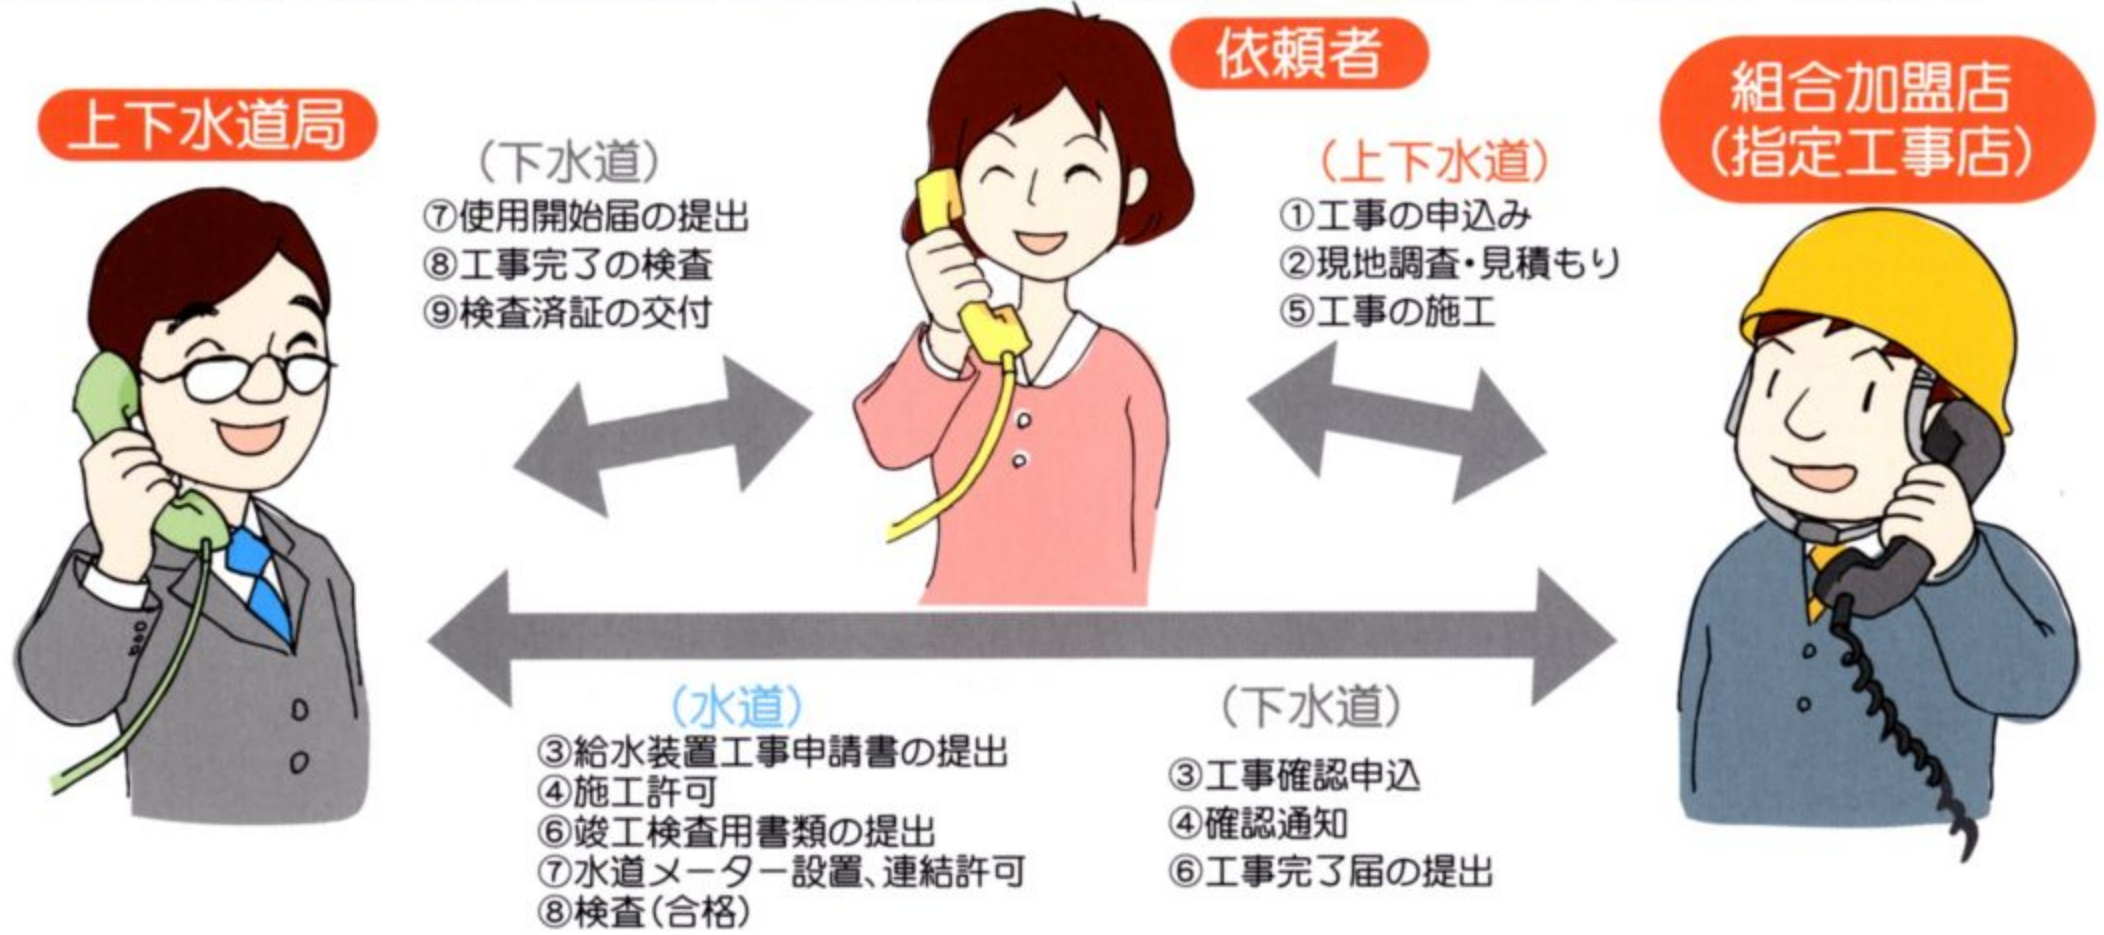 上下水道局
依頼者
組合加盟店
(指定工事店)
(下水道)
⑦使用開始届の提出
⑧工事完了の検査
⑨検査済証の交付
(上下水道)
①工事の申込み
②現地調査・見積もり
⑤工事の施工
(水道)
③給水装置工事申請書の提出
④施工許可
⑥竣工検査用書類の提出
⑦水道メーター設置、連結許可
⑧検査(合格)
(下水道)
③工事確認申込
④確認通知
⑥工事完了届の提出